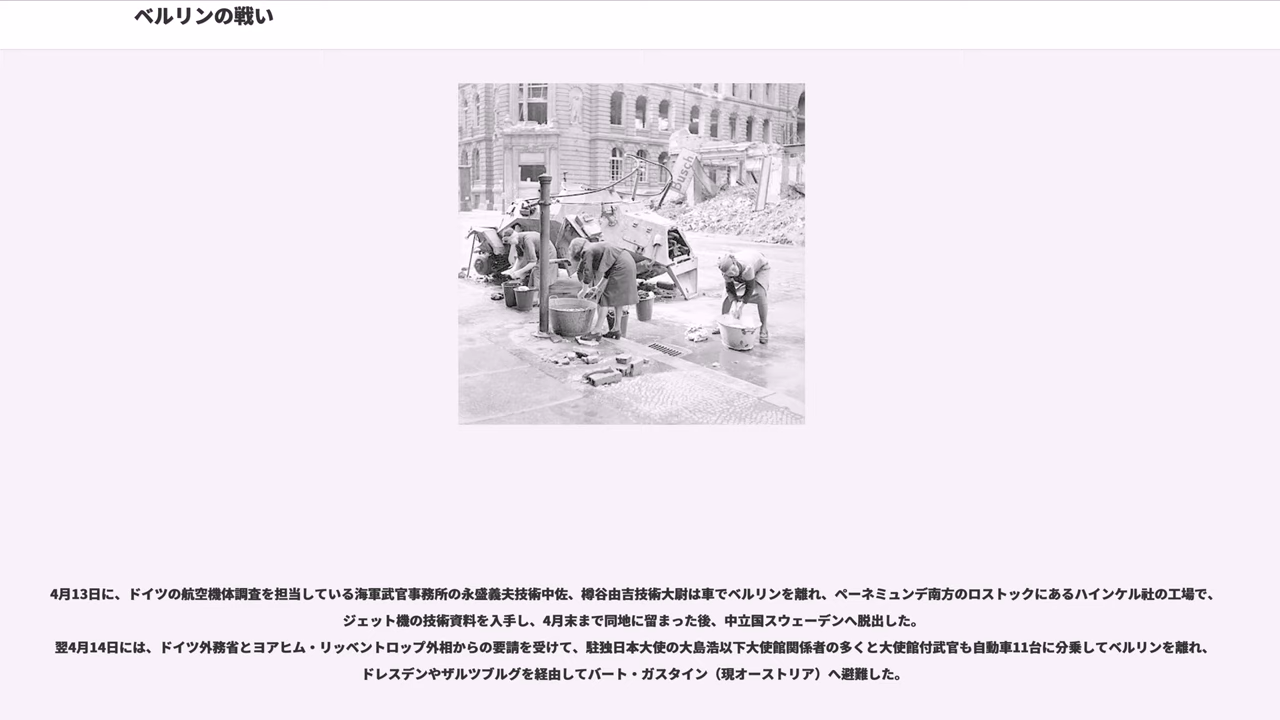 ベルリンの戦い
Busch
4月13日に、ドイツの航空機体調査を担当している海軍武官事務所の永盛義夫技術中佐、樽谷由吉技術大尉は車でベルリンを離れ、ペーネミュンデ南方のロストックにあるハインケル社の工場で、
ジェット機の技術資料を入手し、4月末まで同地に留まった後、中立国スウェーデンへ脱出した。
翌4月14日には、ドイツ外務省とヨアヒム・リッベントロップ外相からの要請を受けて、駐独日本大使の大島浩以下大使館関係者の多くと大使館付武官も自動車11台に分乗してベルリンを離れ、
ドレスデンやザルツブルグを経由してバート・ガスタイン（現オーストリア）へ避難した。